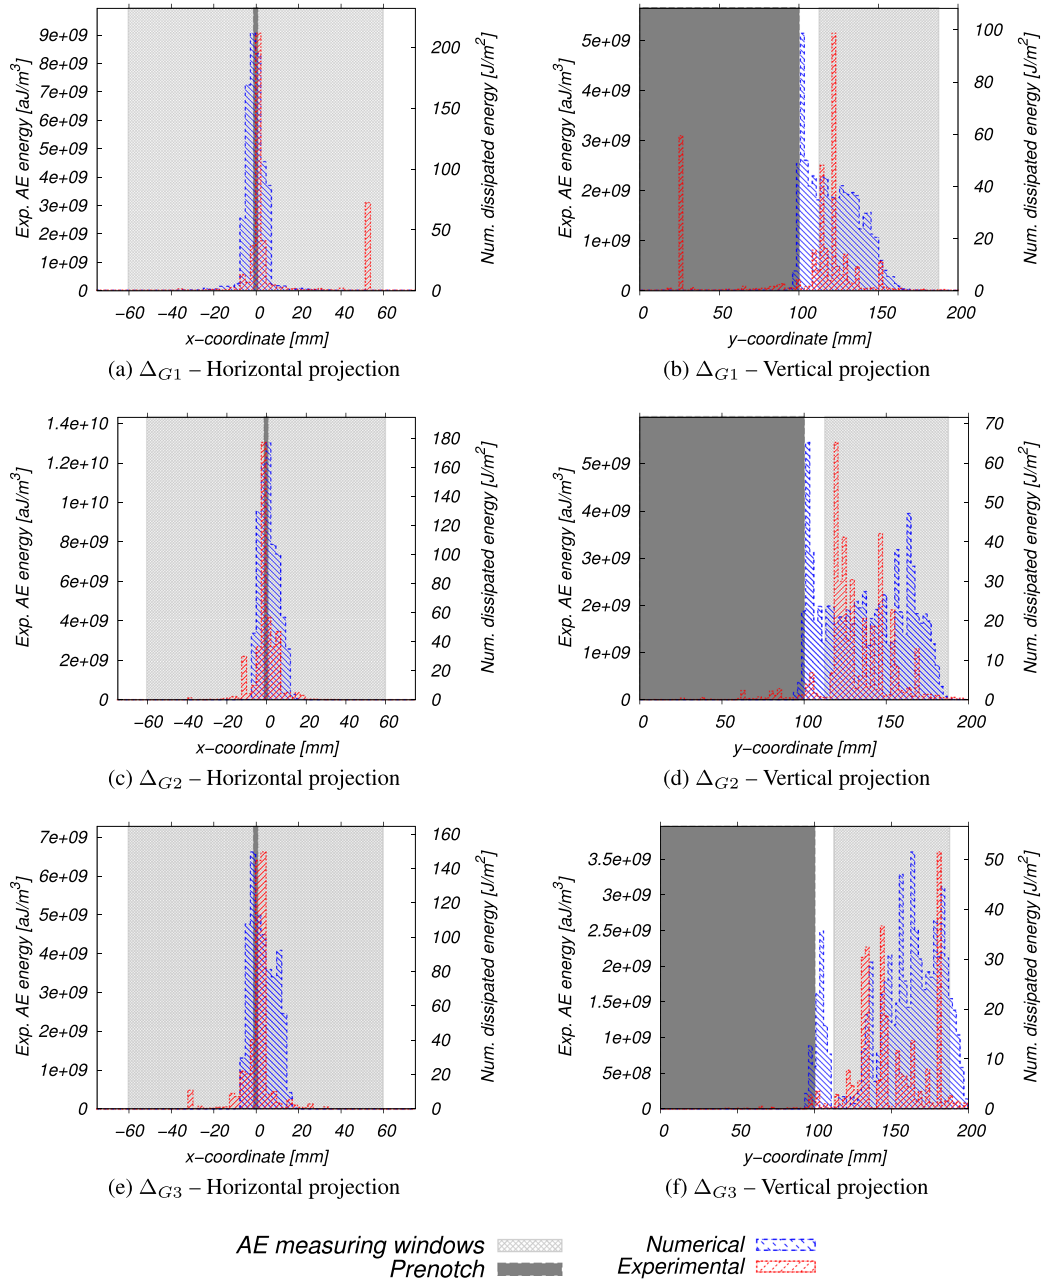 9e+09
8e+09
7e+09
6e+09
5e+09
4e+09
3e+09
2e+09
1e+09
0
Exp. AE energy [aJ/m³]
200
150
100
50
0
Num. dissipated energy [J/m²]
−60 −40 −20 0 20 40 60
x−coordinate [mm]
(a) Δ_G1 – Horizontal projection
5e+09
4e+09
3e+09
2e+09
1e+09
0
Exp. AE energy [aJ/m³]
100
80
60
40
20
0
Num. dissipated energy [J/m²]
0 50 100 150 200
y−coordinate [mm]
(b) Δ_G1 – Vertical projection
1.4e+10
1.2e+10
1e+10
8e+09
6e+09
4e+09
2e+09
0
Exp. AE energy [aJ/m³]
180
160
140
120
100
80
60
40
20
0
Num. dissipated energy [J/m²]
−60 −40 −20 0 20 40 60
x−coordinate [mm]
(c) Δ_G2 – Horizontal projection
5e+09
4e+09
3e+09
2e+09
1e+09
0
Exp. AE energy [aJ/m³]
70
60
50
40
30
20
10
0
Num. dissipated energy [J/m²]
0 50 100 150 200
y−coordinate [mm]
(d) Δ_G2 – Vertical projection
7e+09
6e+09
5e+09
4e+09
3e+09
2e+09
1e+09
0
Exp. AE energy [aJ/m³]
160
140
120
100
80
60
40
20
0
Num. dissipated energy [J/m²]
−60 −40 −20 0 20 40 60
x−coordinate [mm]
(e) Δ_G3 – Horizontal projection
3.5e+09
3e+09
2.5e+09
2e+09
1.5e+09
1e+09
5e+08
0
Exp. AE energy [aJ/m³]
50
40
30
20
10
0
Num. dissipated energy [J/m²]
0 50 100 150 200
y−coordinate [mm]
(f) Δ_G3 – Vertical projection
AE measuring windows
Prenotch
Numerical
Experimental